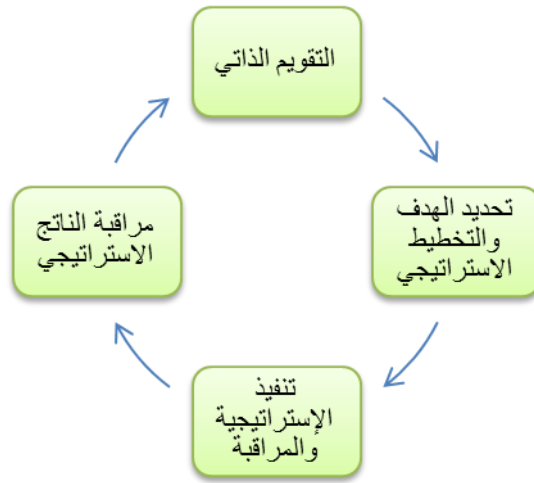 التقويم الذاتي
تحديد الهدف
والتخطيط
الاستراتيجي
تنفيذ
الإستراتيجية
والمراقبة
مراقبة الناتج
الاستراتيجي